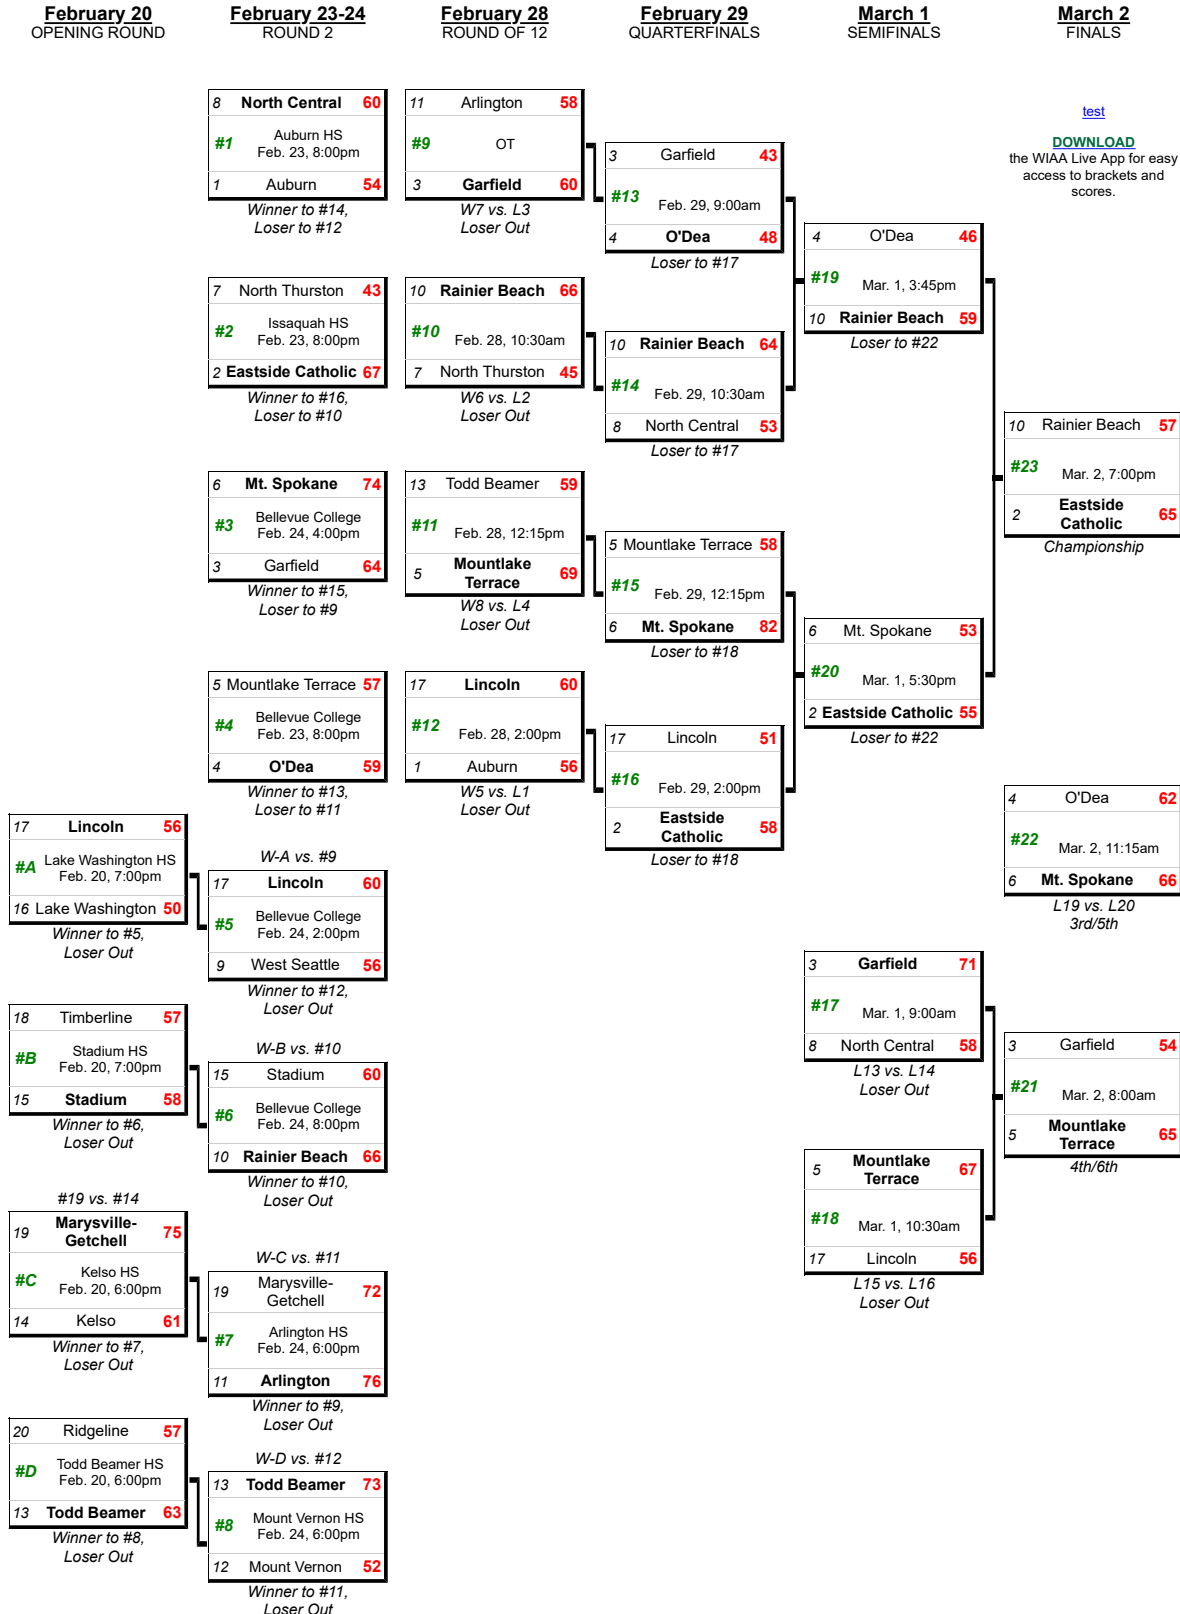 February 20
OPENING ROUND
February 23-24
ROUND 2
February 28
ROUND OF 12
February 29
QUARTERFINALS
March 1
SEMIFINALS
March 2
FINALS
test
DOWNLOAD
the WIAA Live App for easy
access to brackets and
scores.
17 Lincoln 56
#A Lake Washington HS
Feb. 20, 7:00pm
16 Lake Washington 50
Winner to #5,
Loser Out
18 Timberline 57
#B Stadium HS
Feb. 20, 7:00pm
15 Stadium 58
Winner to #6,
Loser Out
#19 vs. #14
19 Marysville-
Getchell 75
#C Kelso HS
Feb. 20, 6:00pm
14 Kelso 61
Winner to #7,
Loser Out
20 Ridgeline 57
#D Todd Beamer HS
Feb. 20, 6:00pm
13 Todd Beamer 63
Winner to #8,
Loser Out
8 North Central 60
#1 Auburn HS
Feb. 23, 8:00pm
1 Auburn 54
Winner to #14,
Loser to #12
7 North Thurston 43
#2 Issaquah HS
Feb. 23, 8:00pm
2 Eastside Catholic 67
Winner to #16,
Loser to #10
6 Mt. Spokane 74
#3 Bellevue College
Feb. 24, 4:00pm
3 Garfield 64
Winner to #15,
Loser to #9
5 Mountlake Terrace 57
#4 Bellevue College
Feb. 23, 8:00pm
4 O'Dea 59
Winner to #13,
Loser to #11
W-A vs. #9
17 Lincoln 60
#5 Bellevue College
Feb. 24, 2:00pm
9 West Seattle 56
Winner to #12,
Loser Out
W-B vs. #10
15 Stadium 60
#6 Bellevue College
Feb. 24, 8:00pm
10 Rainier Beach 66
Winner to #10,
Loser Out
W-C vs. #11
19 Marysville-
Getchell 72
#7 Arlington HS
Feb. 24, 6:00pm
11 Arlington 76
Winner to #9,
Loser Out
W-D vs. #12
13 Todd Beamer 73
#8 Mount Vernon HS
Feb. 24, 6:00pm
12 Mount Vernon 52
Winner to #11,
Loser Out
11 Arlington 58
#9 OT
3 Garfield 60
W7 vs. L3
Loser Out
10 Rainier Beach 66
#10 Feb. 28, 10:30am
7 North Thurston 45
W6 vs. L2
Loser Out
13 Todd Beamer 59
#11 Feb. 28, 12:15pm
5 Mountlake
Terrace 69
W8 vs. L4
Loser Out
17 Lincoln 60
#12 Feb. 28, 2:00pm
1 Auburn 56
W5 vs. L1
Loser Out
3 Garfield 43
#13 Feb. 29, 9:00am
4 O'Dea 48
Loser to #17
10 Rainier Beach 64
#14 Feb. 29, 10:30am
8 North Central 53
Loser to #17
5 Mountlake Terrace 58
#15 Feb. 29, 12:15pm
6 Mt. Spokane 82
Loser to #18
17 Lincoln 51
#16 Feb. 29, 2:00pm
2 Eastside
Catholic 58
Loser to #18
4 O'Dea 46
#19 Mar. 1, 3:45pm
10 Rainier Beach 59
Loser to #22
6 Mt. Spokane 53
#20 Mar. 1, 5:30pm
2 Eastside Catholic 55
Loser to #22
3 Garfield 71
#17 Mar. 1, 9:00am
8 North Central 58
L13 vs. L14
Loser Out
5 Mountlake
Terrace 67
#18 Mar. 1, 10:30am
17 Lincoln 56
L15 vs. L16
Loser Out
10 Rainier Beach 57
#23 Mar. 2, 7:00pm
2 Eastside
Catholic 65
Championship
4 O'Dea 62
#22 Mar. 2, 11:15am
6 Mt. Spokane 66
L19 vs. L20
3rd/5th
3 Garfield 54
#21 Mar. 2, 8:00am
5 Mountlake
Terrace 65
4th/6th